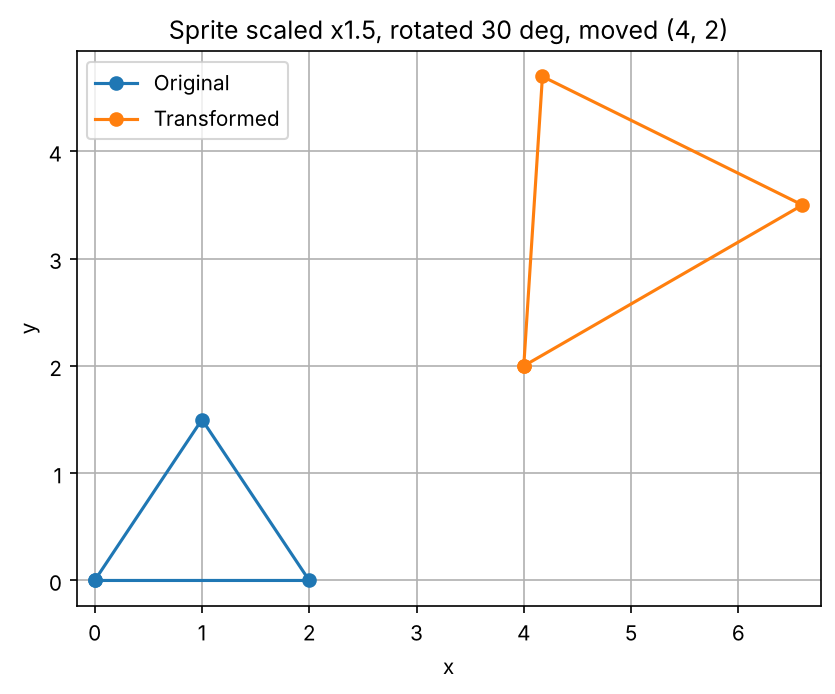 Sprite scaled x1.5, rotated 30 deg, moved (4, 2)
Original
Transformed
4
3
2
1
0
y
0 1 2 3 4 5 6
x